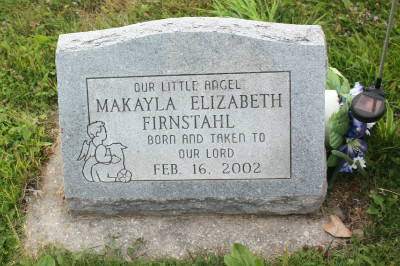 OUR LITTLE ANGEL
MAKAYLA ELIZABETH
FIRNSTAHL
BORN AND TAKEN TO
OUR LORD
FEB. 16. 2002